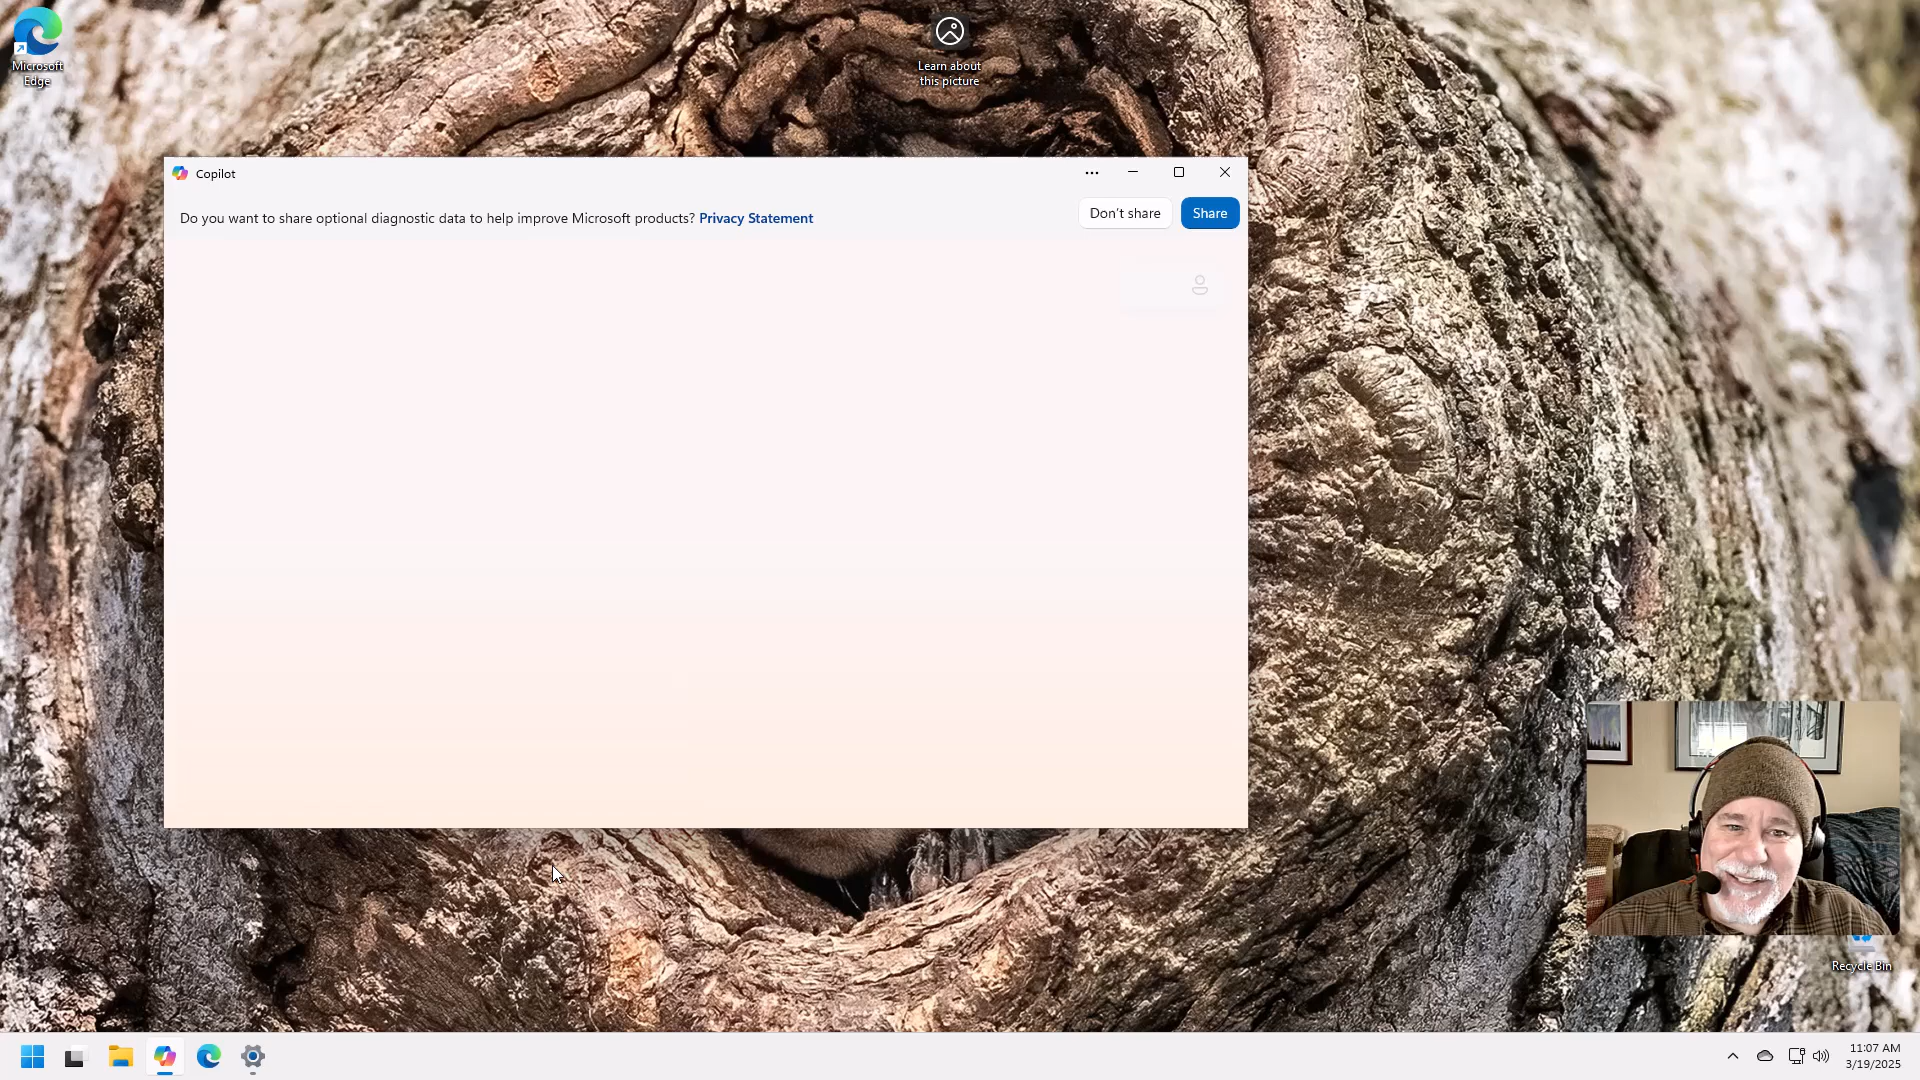 Microsoft
Edge
Learn about
this picture
Copilot
Do you want to share optional diagnostic data to help improve Microsoft products? Privacy Statement
Don't share
Share
Recycle Bin
11:07 AM
3/19/2025